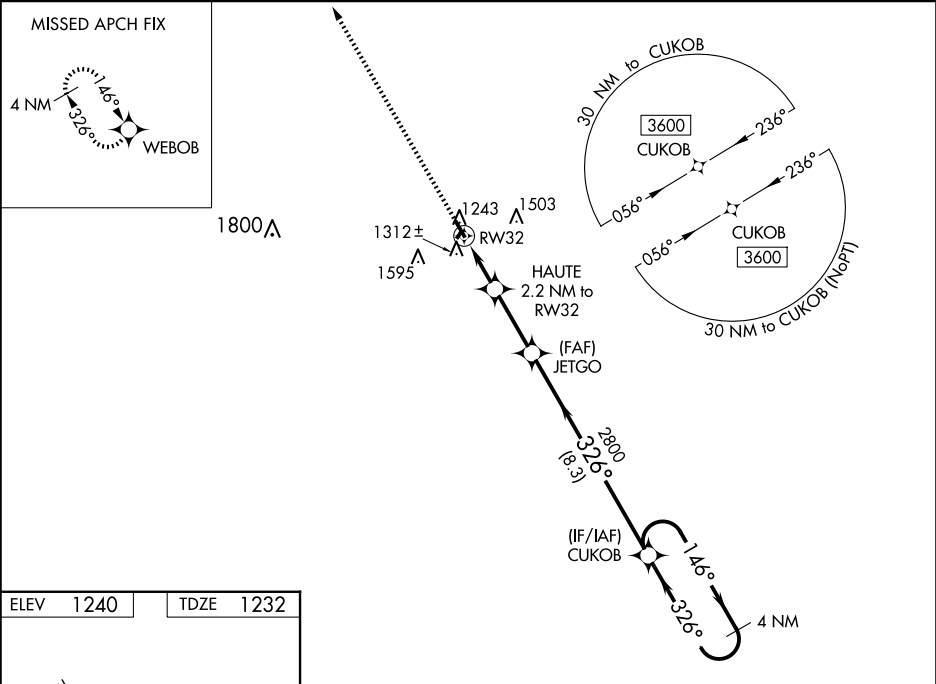 MISSED APCH FIX
4 NM
146°
326°
WEBOB
30 NM to CUKOB
3600
CUKOB
236°
056°
236°
056°
CUKOB
3600
30 NM to CUKOB (NoPT)
1800
1243
1503
1312 ±
RW32
1595
HAUTE
2.2 NM to
RW32
(FAF)
JETGO
2800
326°
(8.3)
(IF/IAF)
CUKOB
146°
326°
4 NM
ELEV 1240
TDZE 1232